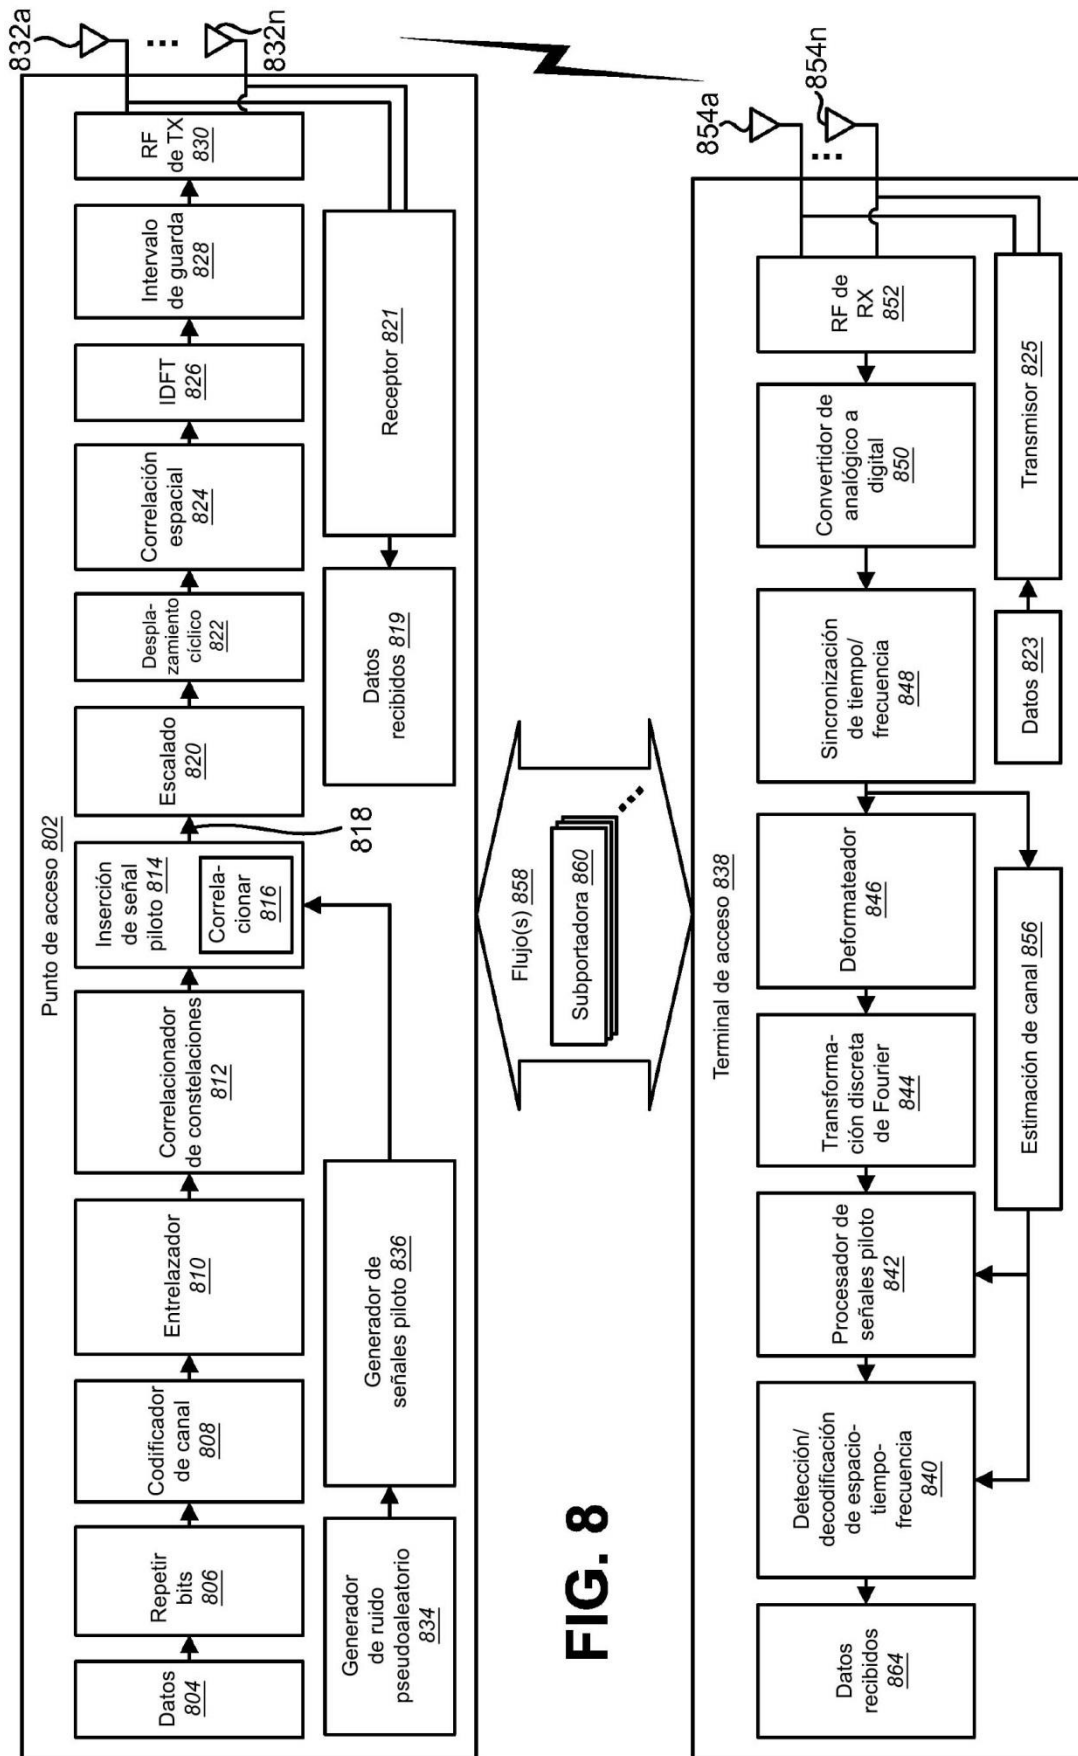 Punto de acceso 802
Datos
804
Repetir
bits
806
Codificador
de canal
808
Entrelazador
810
Correlacionador
de constelaciones
812
Inserción
de señal
piloto 814
Correla-
cionar
816
818
Escalado
820
Despla-
zamiento
cíclico
822
Correlación
espacial
824
IDFT
826
Intervalo
de guarda
828
RF
de TX
830
832a
...
832n
Generador
de ruido
pseudoaleatorio
834
Generador de
señales piloto 836
Datos
recibidos 819
Receptor 821
Flujo(s) 858
Subportadora 860
...
FIG. 8
Terminal de acceso 838
Datos
recibidos
864
Detección/
decodificación
de espacio-
tiempo-
frecuencia
840
Procesador de
señales piloto
842
Transforma-
ción discreta
de Fourier
844
Deformateador
846
Sincronización
de tiempo/
frecuencia
848
Convertidor de
analógico a
digital
850
RF de
RX
852
854a
...
854n
Estimación de canal 856
Datos 823
Transmisor 825